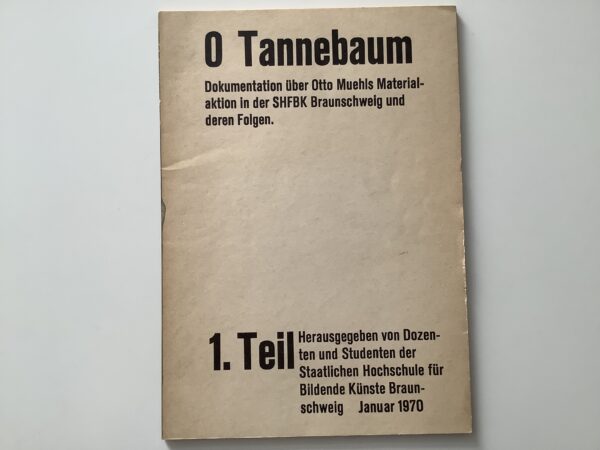 O Tannebaum
Dokumentation über Otto Muehls Material-
aktion in der SHFBK Braunschweig und
deren Folgen.
1. Teil
Herausgegeben von Dozen-
ten und Studenten der
Staatlichen Hochschule für
Bildende Künste Braun-
schweig Januar 1970